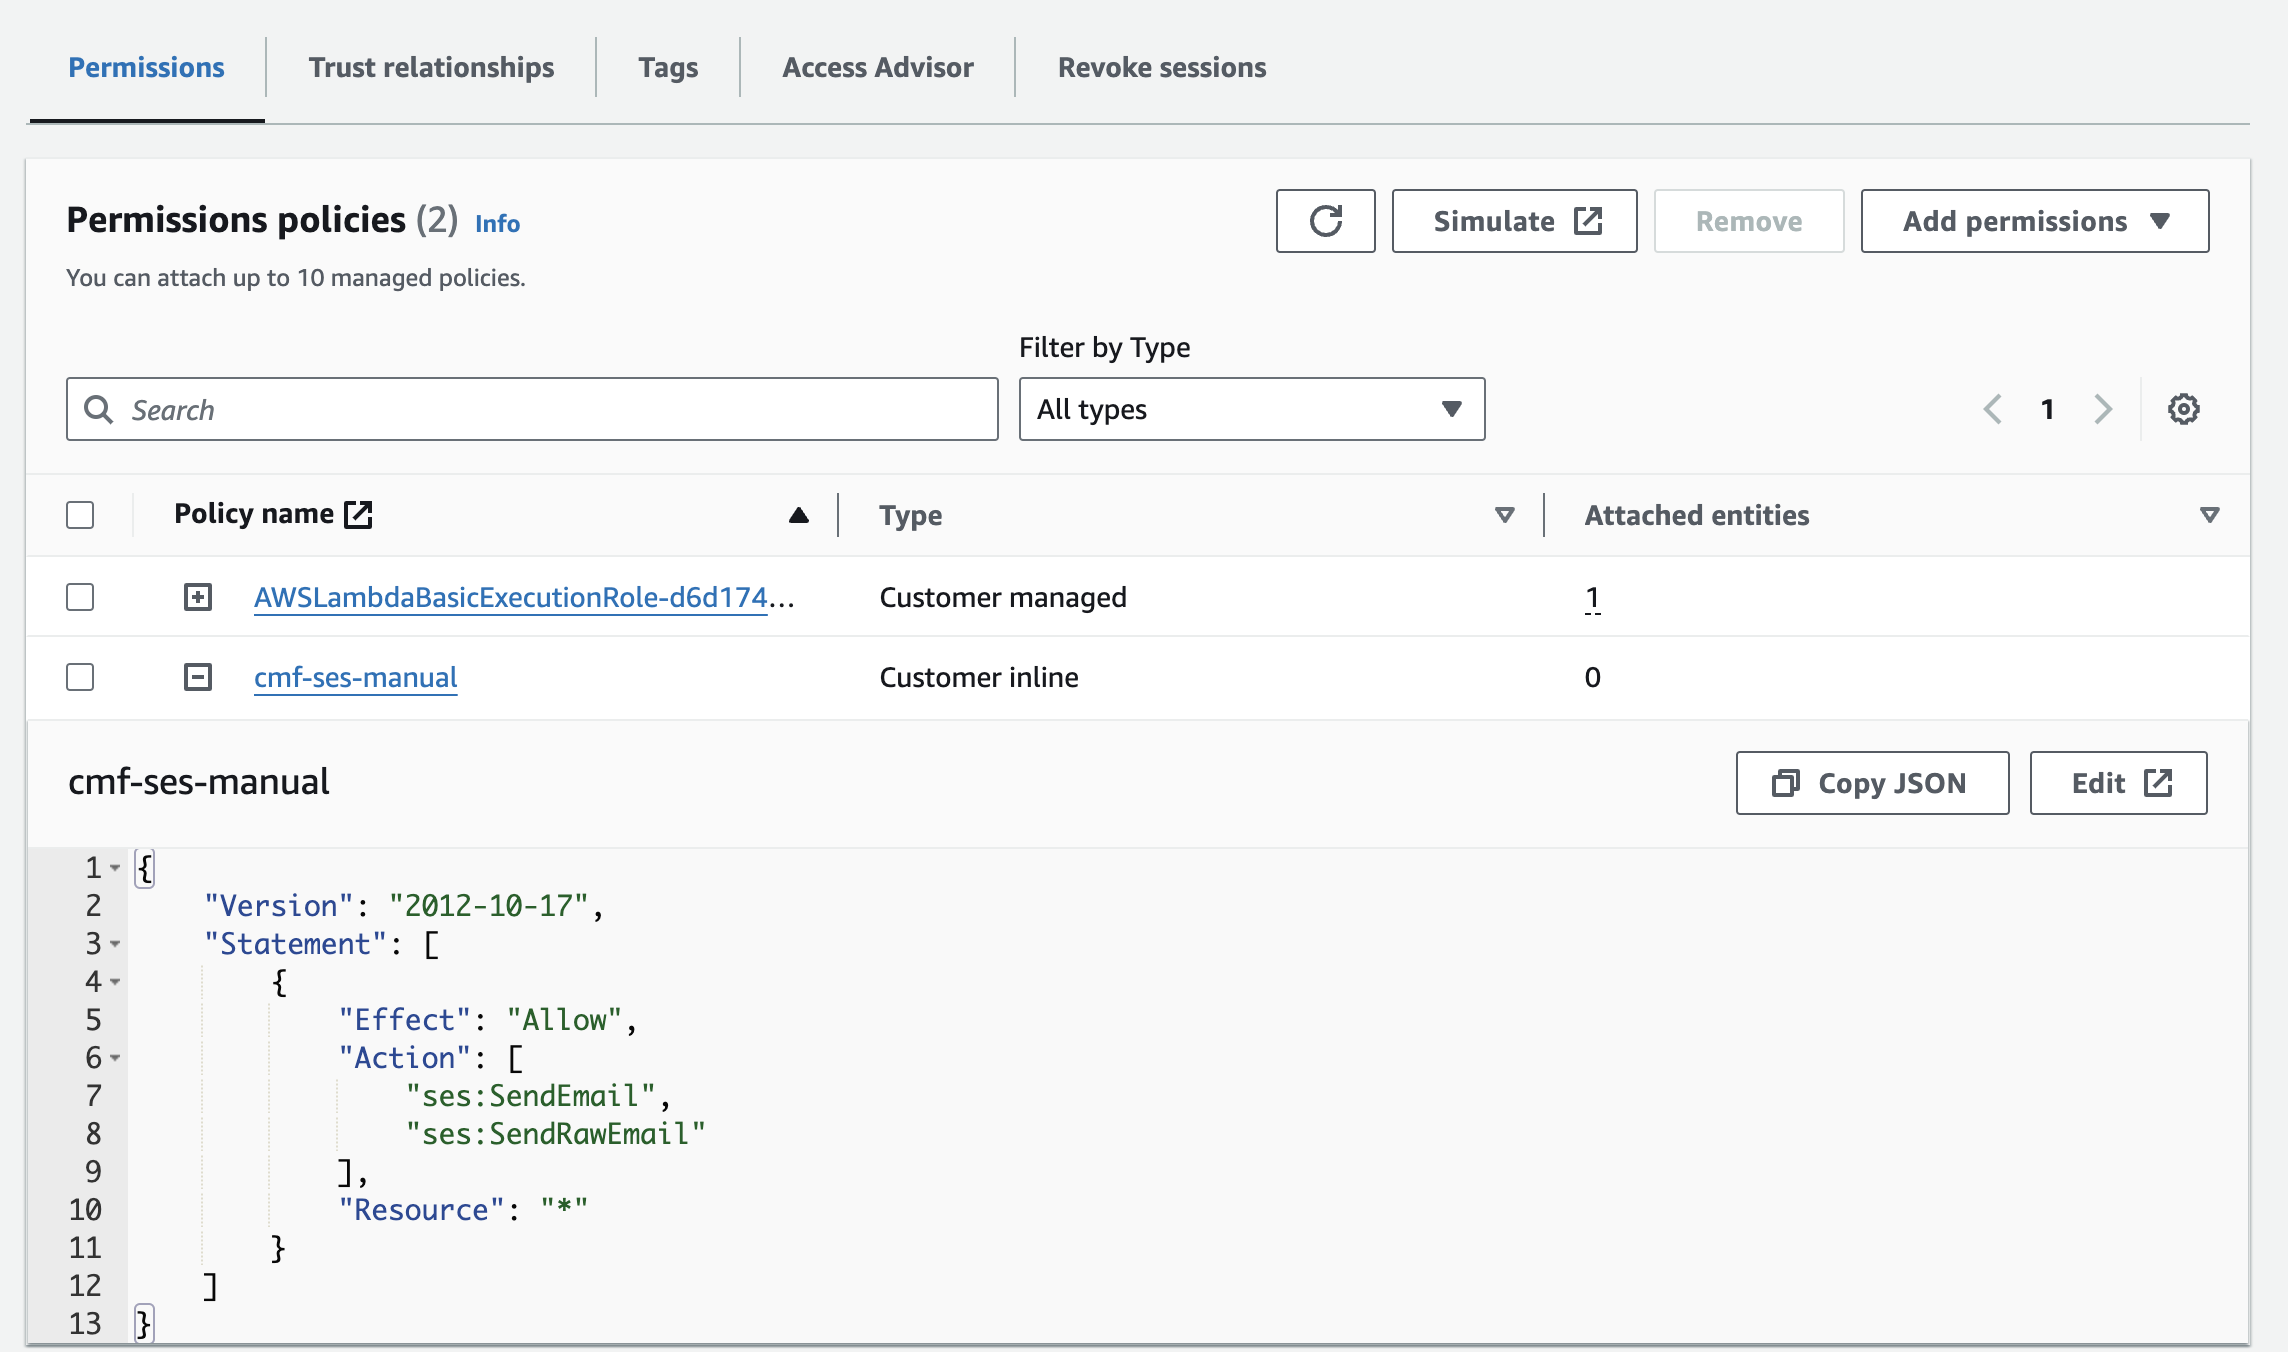 Permissions
Trust relationships
Tags
Access Advisor
Revoke sessions
Permissions policies (2) Info
Simulate
Remove
Add permissions
You can attach up to 10 managed policies.
Filter by Type
Search
All types
1
Policy name
Type
Attached entities
AWSLambdaBasicExecutionRole-d6d174...
Customer managed
1
cmf-ses-manual
Customer inline
0
cmf-ses-manual
Copy JSON
Edit
1 {
2 "Version": "2012-10-17",
3 "Statement": [
4 {
5 "Effect": "Allow",
6 "Action": [
7 "ses:SendEmail",
8 "ses:SendRawEmail"
9 ],
10 "Resource": "*"
11 }
12 ]
13 }